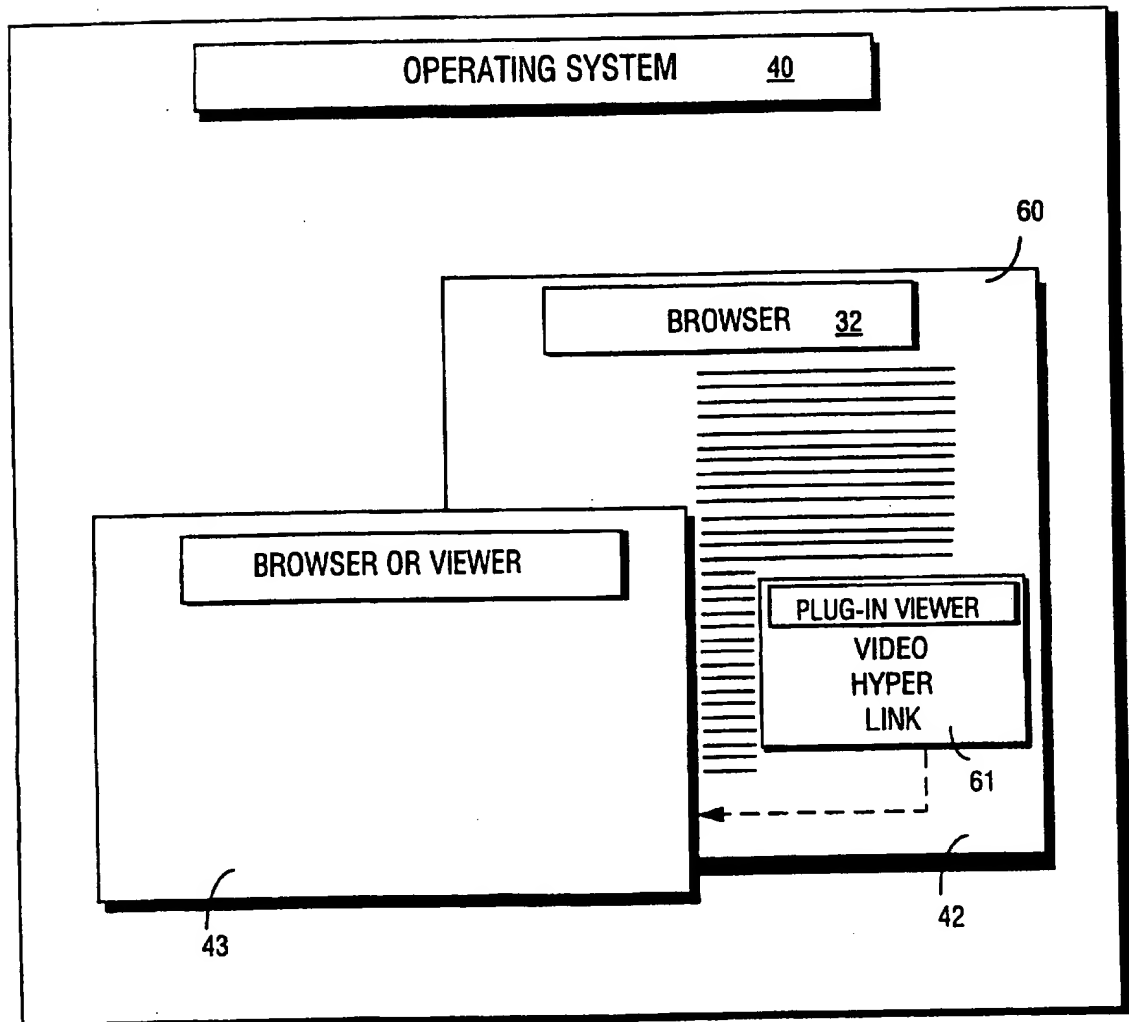 OPERATING SYSTEM 40
60
BROWSER 32
BROWSER OR VIEWER
PLUG-IN VIEWER
VIDEO
HYPER
LINK
61
43
42